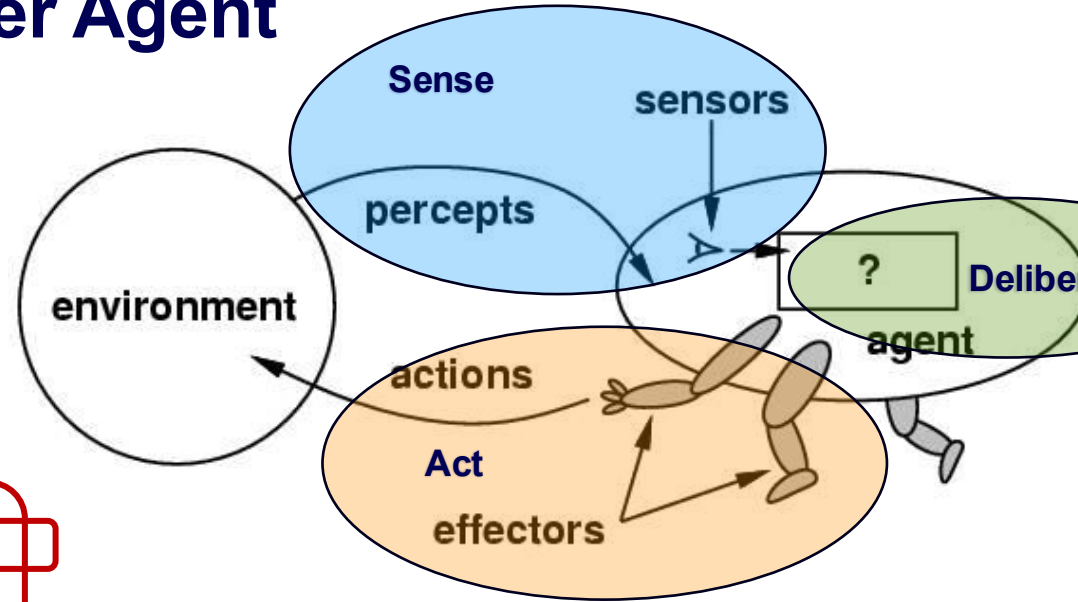 er Agent
Sense
sensors
percepts
environment
?
Delibe
agent
actions
Act
effectors